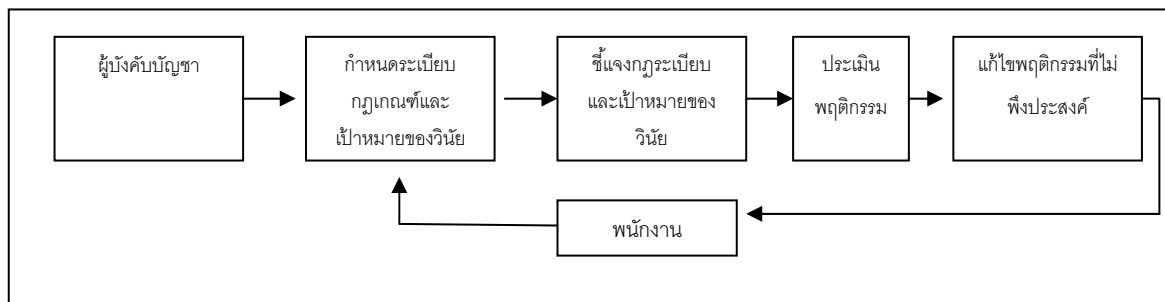 ผู้บังคับบัญชา
กำหนดระเบียบ
กฎเกณฑ์และ
เป้าหมายของวินัย
ชี้แจงกฎระเบียบ
และเป้าหมายของ
วินัย
ประเมิน
พฤติกรรม
แก้ไขพฤติกรรมที่ไม่
พึงประสงค์
พนักงาน